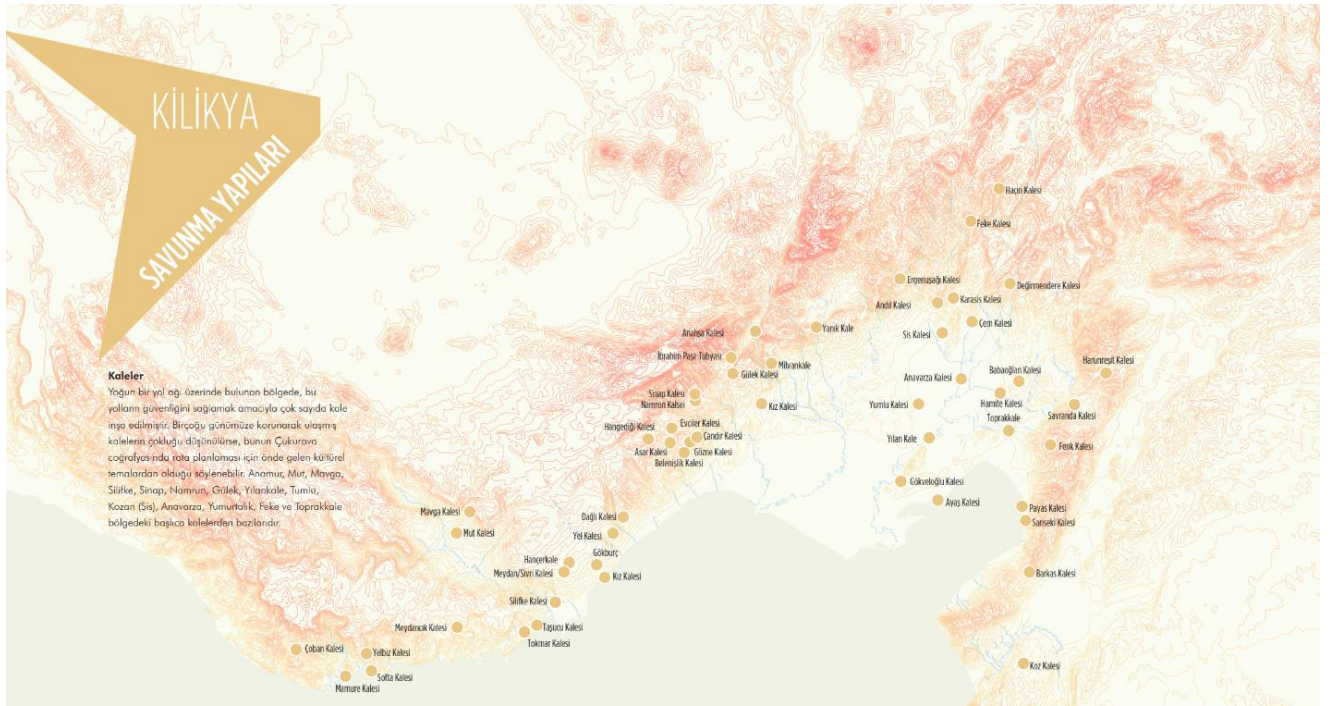 KİLİKYA
SAVUNMA YAPILARI
Kaleler
Yoğun bir yol ağı üzerinde bulunan bölgede, bu
yolların güvenliğini sağlamak amacıyla çok sayıda kale
inşa edilmiştir. Birçoğu günümüze korunarak ulaşmış
kalelerin çokluğu düşünülürse, bunun Çukurova
coğrafyasında rota planlaması için önde gelen kültürel
temalardan olduğu söylenebilir. Anamur, Mut, Mavga,
Silifke, Sinap, Namrun, Gülek, Yılankale, Tumlu,
Kozan (Sis), Anavarza, Yumurtalık, Feke ve Toprakkale
bölgedeki başlıca kalelerden bazılarıdır.
Haçın Kalesi
Feke Kalesi
Ergenuşağı Kalesi
Değirmendere Kalesi
Andıl Kalesi
Karasis Kalesi
Çem Kalesi
Sis Kalesi
Anahşa Kalesi
Yanık Kale
İbrahim Paşa Tabyası
Milvankale
Gülek Kalesi
Harunreşit Kalesi
Babaoğlan Kalesi
Anavarza Kalesi
Sinap Kalesi
Namrun Kalsei
Kız Kalesi
Yumlu Kalesi
Hamite Kalesi
Toprakkale
Savranda Kalesi
Evciler Kalesi
Hangediği Kalesi
Çandır Kalesi
Asar Kalesi
Gözne Kalesi
Belenişlik Kalesi
Yılan Kale
Fenk Kalesi
Gökveloğlu Kalesi
Ayaş Kalesi
Payas Kalesi
Sarıseki Kalesi
Mavga Kalesi
Mut Kalesi
Dağlı Kalesi
Yel Kalesi
Hançerkale
Gökburç
Meydan/Sivri Kalesi
Kız Kalesi
Barkas Kalesi
Silifke Kalesi
Meydancık Kalesi
Taşucu Kalesi
Tokmar Kalesi
Çoban Kalesi
Yelbiz Kalesi
Softa Kalesi
Mamure Kalesi
Koz Kalesi